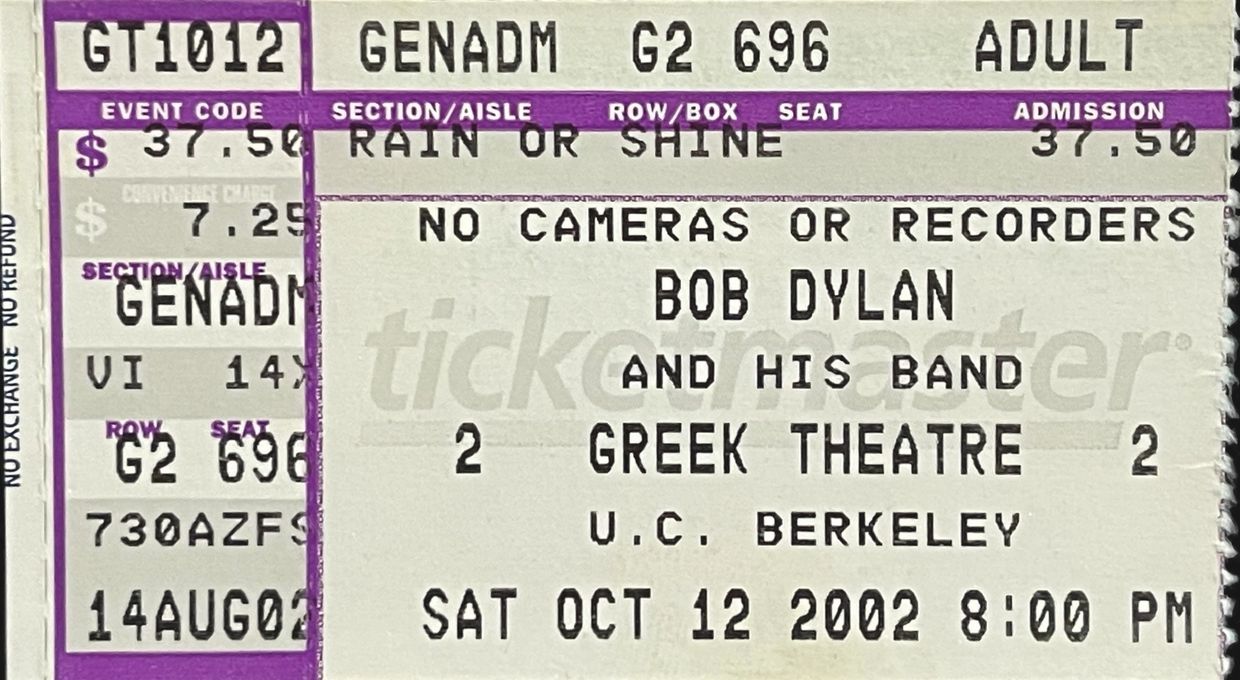 NO EXCHANGE NO REFUND
GT1012 GENADM G2 696 ADULT
EVENT CODE SECTION/AISLE ROW/BOX SEAT ADMISSION
$ 37.50 RAIN OR SHINE 37.50
CONVENIENCE CHARGE
$ 7.25 NO CAMERAS OR RECORDERS
SECTION/AISLE
GENADM BOB DYLAN
ticketmaster®
VI 14X AND HIS BAND
ROW SEAT
G2 696 2 GREEK THEATRE 2
730AZFS U.C. BERKELEY
14AUG02 SAT OCT 12 2002 8:00 PM